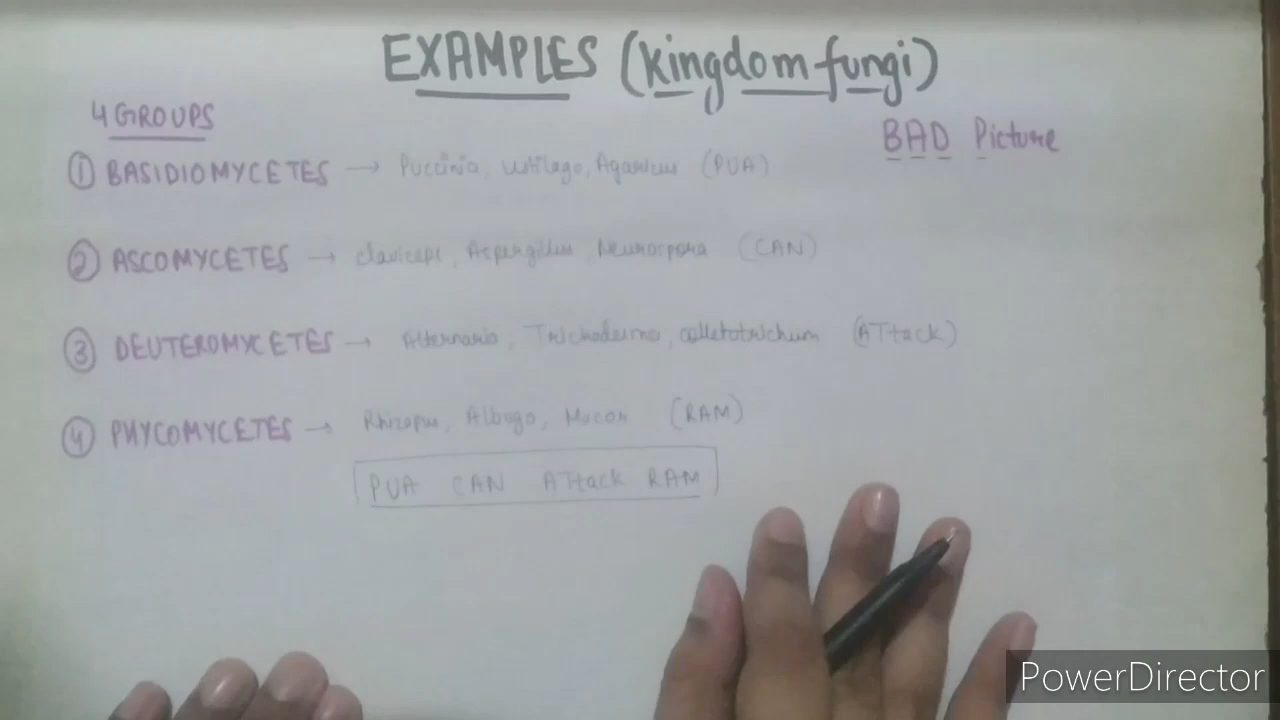 EXAMPLES (kingdom fungi)
4 GROUPS
BAD Picture
① BASIDIOMYCETES → Puccinia, Ustilago, Agaricus (PUA)
② ASCOMYCETES → claviceps, Aspergillus, Neurospora (CAN)
③ DEUTEROMYCETES → Alternaria, Trichoderma, colletotrichum (ATtack)
④ PHYCOMYCETES → Rhizopus, Albugo, Mucor (RAM)
PUA CAN ATtack RAM
PowerDirector